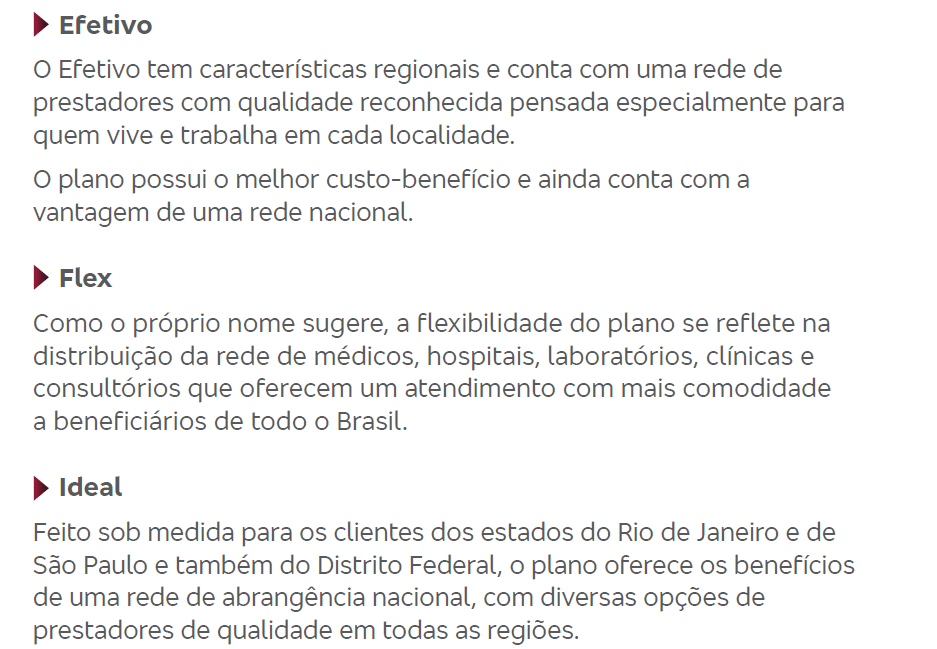 Efetivo
O Efetivo tem características regionais e conta com uma rede de
prestadores com qualidade reconhecida pensada especialmente para
quem vive e trabalha em cada localidade.
O plano possui o melhor custo-benefício e ainda conta com a
vantagem de uma rede nacional.
Flex
Como o próprio nome sugere, a flexibilidade do plano se reflete na
distribuição da rede de médicos, hospitais, laboratórios, clínicas e
consultórios que oferecem um atendimento com mais comodidade
a beneficiários de todo o Brasil.
Ideal
Feito sob medida para os clientes dos estados do Rio de Janeiro e de
São Paulo e também do Distrito Federal, o plano oferece os benefícios
de uma rede de abrangência nacional, com diversas opções de
prestadores de qualidade em todas as regiões.